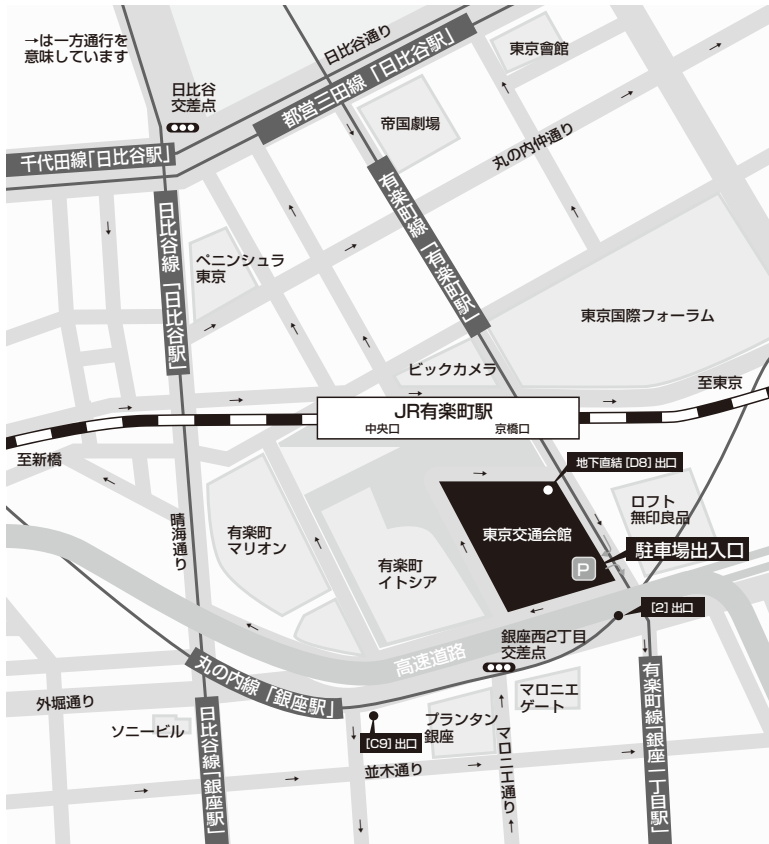 →は一方通行を
意味しています
日比谷
交差点
日比谷通り
都営三田線「日比谷駅」
東京會館
千代田線「日比谷駅」
帝国劇場
丸の内仲通り
有楽町線「有楽町駅」
日比谷線「日比谷駅」
ペニンシュラ
東京
東京国際フォーラム
ビックカメラ
至東京
JR有楽町駅
中央口
京橋口
至新橋
地下直結 [D8] 出口
晴海通り
有楽町
マリオン
東京交通会館
ロフト
無印良品
有楽町
イトシア
P
駐車場出入口
[2] 出口
高速道路
銀座西2丁目
交差点
丸の内線「銀座駅」
外堀通り
ソニービル
日比谷線「銀座駅」
[C9] 出口
プランタン
銀座
マロニエ
ゲート
←マロニエ通り→
並木通り
有楽町線「銀座一丁目駅」